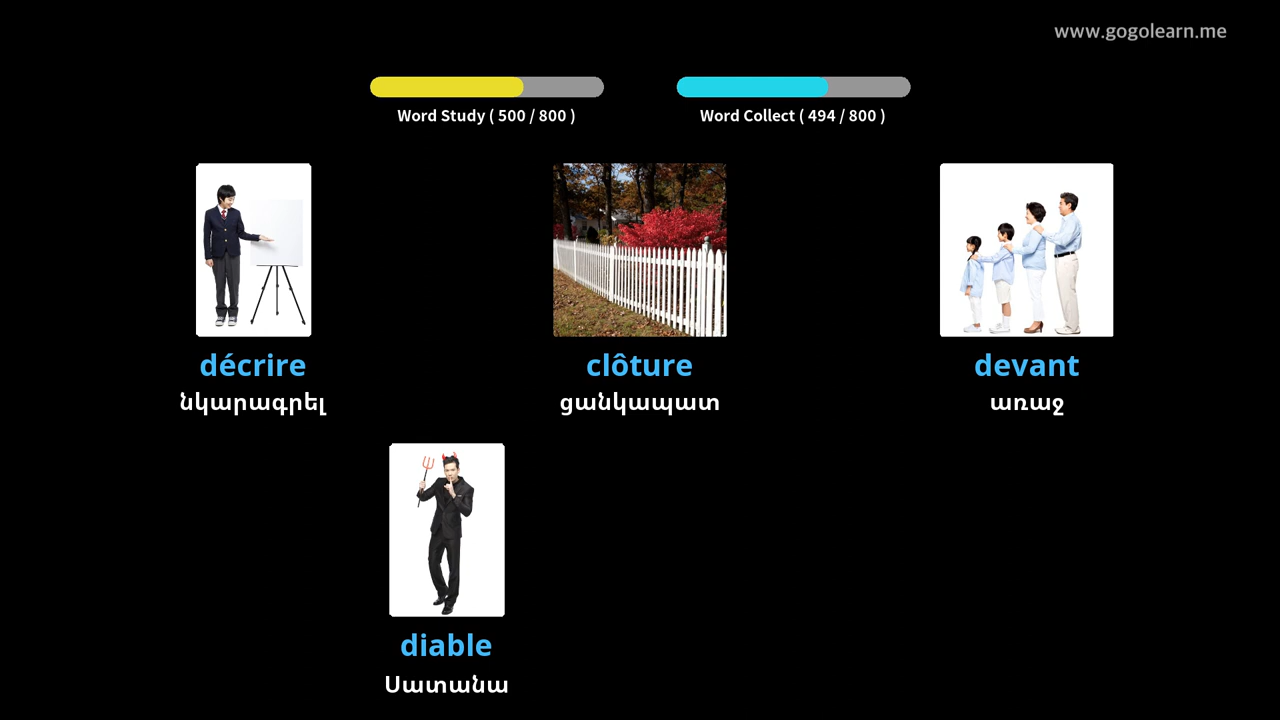 www.gogolearn.me
Word Study ( 500 / 800 )
Word Collect ( 494 / 800 )
décrire
նկարագրել
clôture
ցանկապատ
devant
առաջ
diable
Սատանա